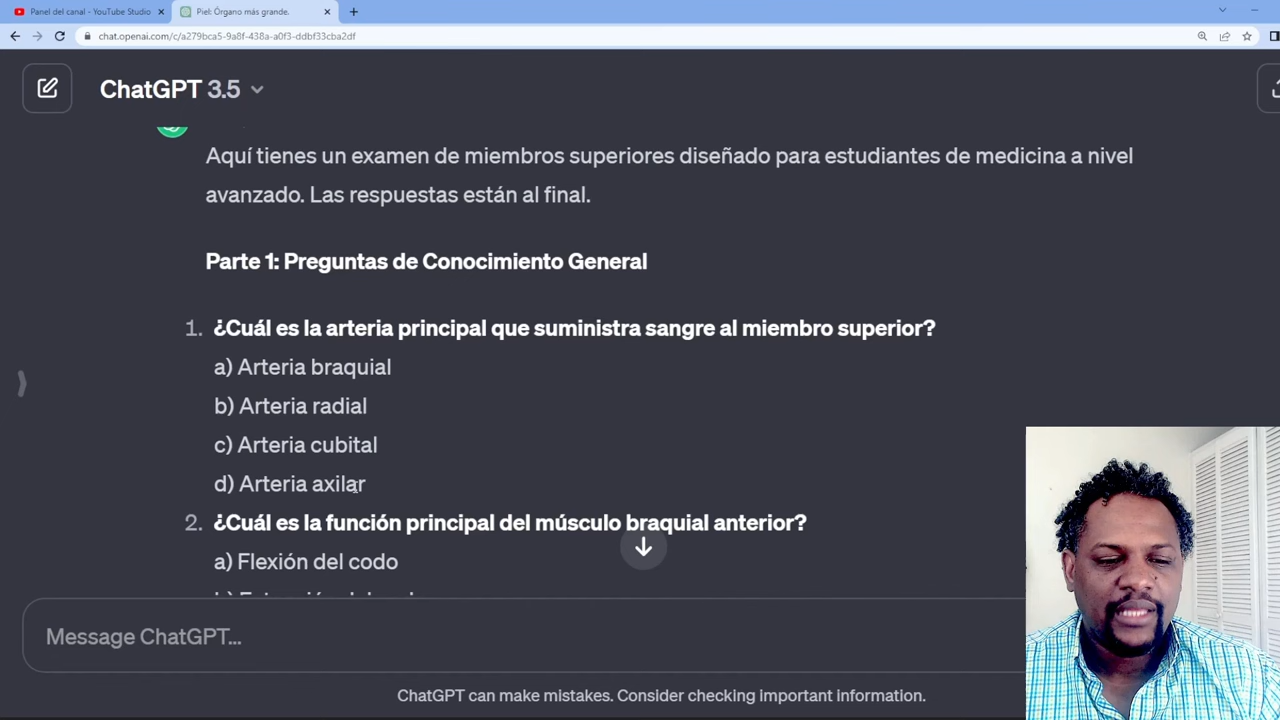 Panel del canal - YouTube Studio
Piel: Órgano más grande.
chat.openai.com/c/a279bca5-9a8f-438a-a0f3-ddbf33cba2df
ChatGPT 3.5
Aquí tienes un examen de miembros superiores diseñado para estudiantes de medicina a nivel
avanzado. Las respuestas están al final.
Parte 1: Preguntas de Conocimiento General
1. ¿Cuál es la arteria principal que suministra sangre al miembro superior?
a) Arteria braquial
b) Arteria radial
c) Arteria cubital
d) Arteria axilar
2. ¿Cuál es la función principal del músculo braquial anterior?
a) Flexión del codo
Message ChatGPT...
ChatGPT can make mistakes. Consider checking important information.